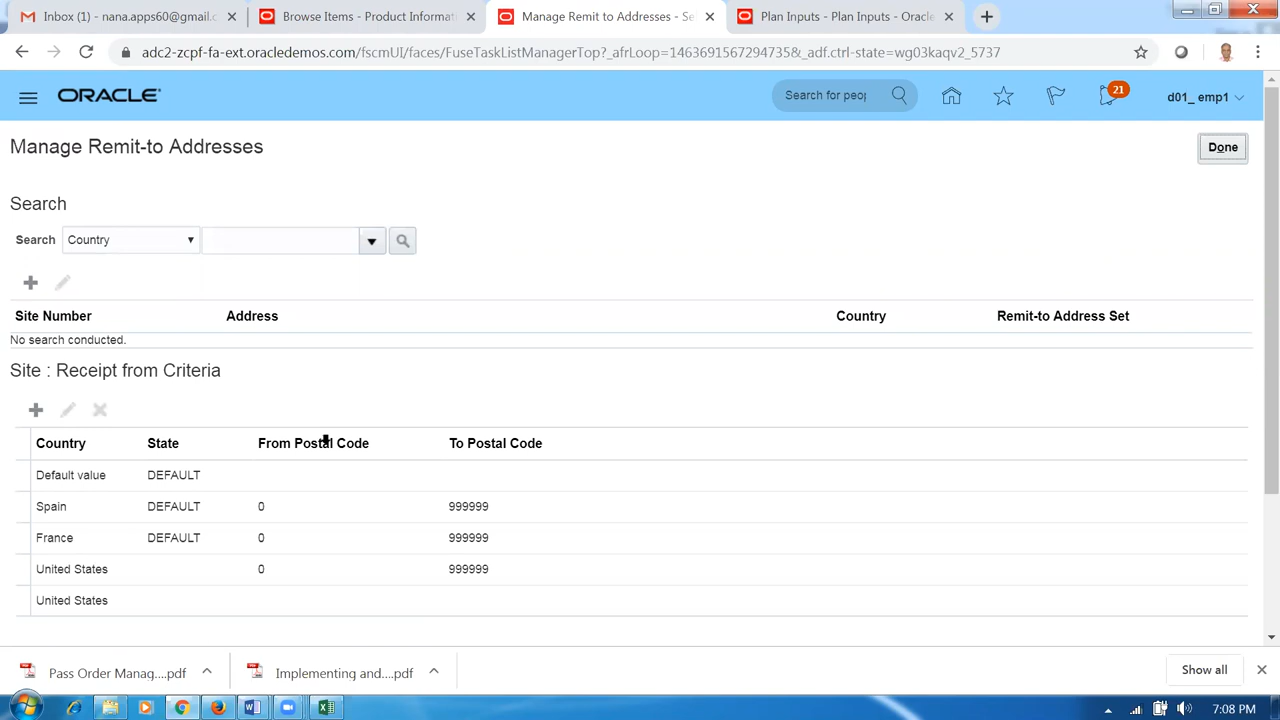 Inbox (1) - nana.apps60@gmail.c
Browse Items - Product Informati
Manage Remit to Addresses - Se
Plan Inputs - Plan Inputs - Oracl
adc2-zcpf-fa-ext.oracledemos.com/fscmUI/faces/FuseTaskListManagerTop?_afrLoop=1463691567294735&_adf.ctrl-state=wg03kaqv2_5737
ORACLE
Search for peop
21
d01_ emp1
Manage Remit-to Addresses
Done
Search
Search Country
Site Number Address Country Remit-to Address Set
No search conducted.
Site : Receipt from Criteria
Country State From Postal Code To Postal Code
Default value DEFAULT
Spain DEFAULT 0 999999
France DEFAULT 0 999999
United States 0 999999
United States
Pass Order Manag....pdf
Implementing and....pdf
Show all
7:08 PM